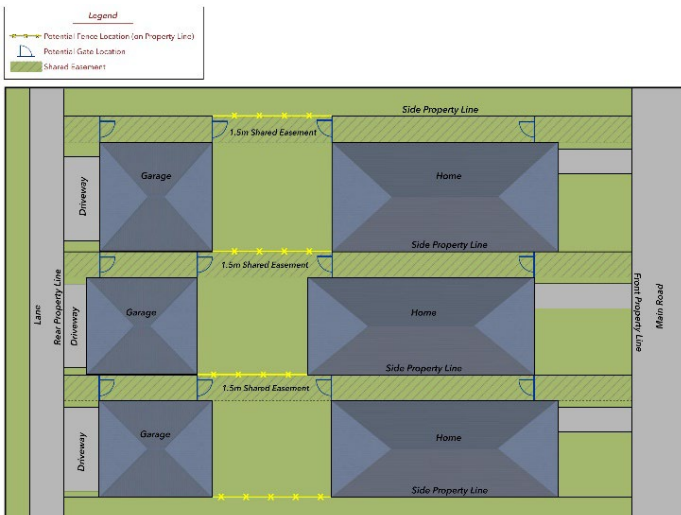 Legend
Potential Fence Location (on Property Line)
Potential Gate Location
Shared Easement
Side Property Line
1.5m Shared Easement
Garage
Home
Driveway
Side Property Line
1.5m Shared Easement
Lane
Rear Property Line
Driveway
Garage
Home
Front Property Line
Main Road
Side Property Line
1.5m Shared Easement
Driveway
Garage
Home
Side Property Line